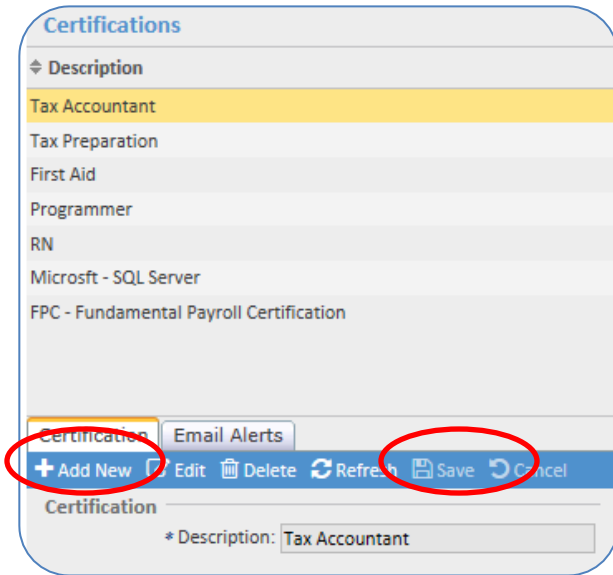 Certifications
Description
Tax Accountant
Tax Preparation
First Aid
Programmer
RN
Microsft - SQL Server
FPC - Fundamental Payroll Certification
Certification Email Alerts
Add New Edit Delete Refresh Save Cancel
Certification
* Description: Tax Accountant